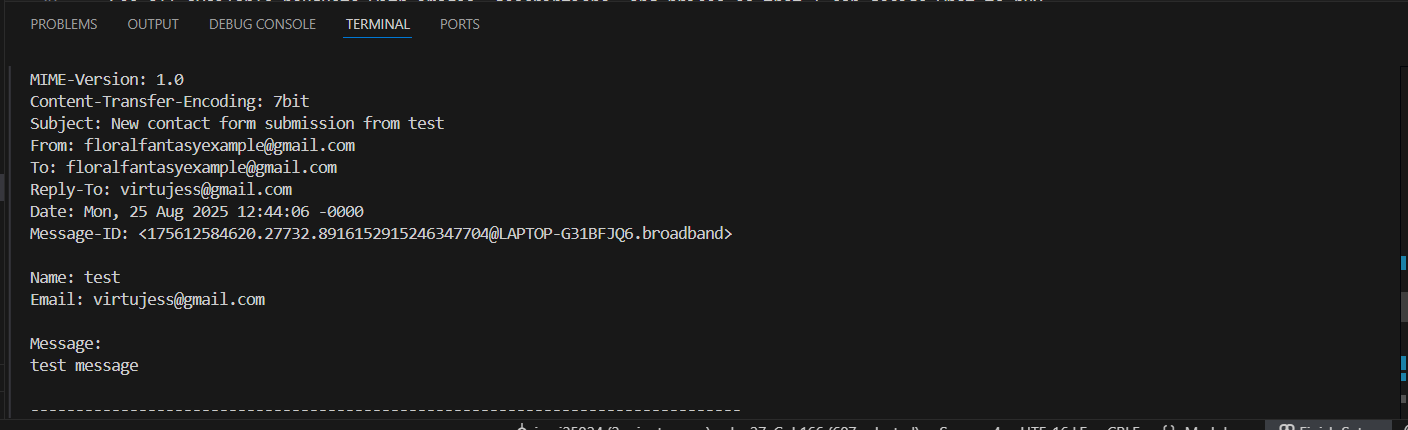 PROBLEMS OUTPUT DEBUG CONSOLE TERMINAL PORTS
MIME-Version: 1.0
Content-Transfer-Encoding: 7bit
Subject: New contact form submission from test
From: floralfantasyexample@gmail.com
To: floralfantasyexample@gmail.com
Reply-To: virtujess@gmail.com
Date: Mon, 25 Aug 2025 12:44:06 -0000
Message-ID: <175612584620.27732.8916152915246347704@LAPTOP-G31BFJQ6.broadband>
Name: test
Email: virtujess@gmail.com
Message:
test message
-------------------------------------------------------------------------------